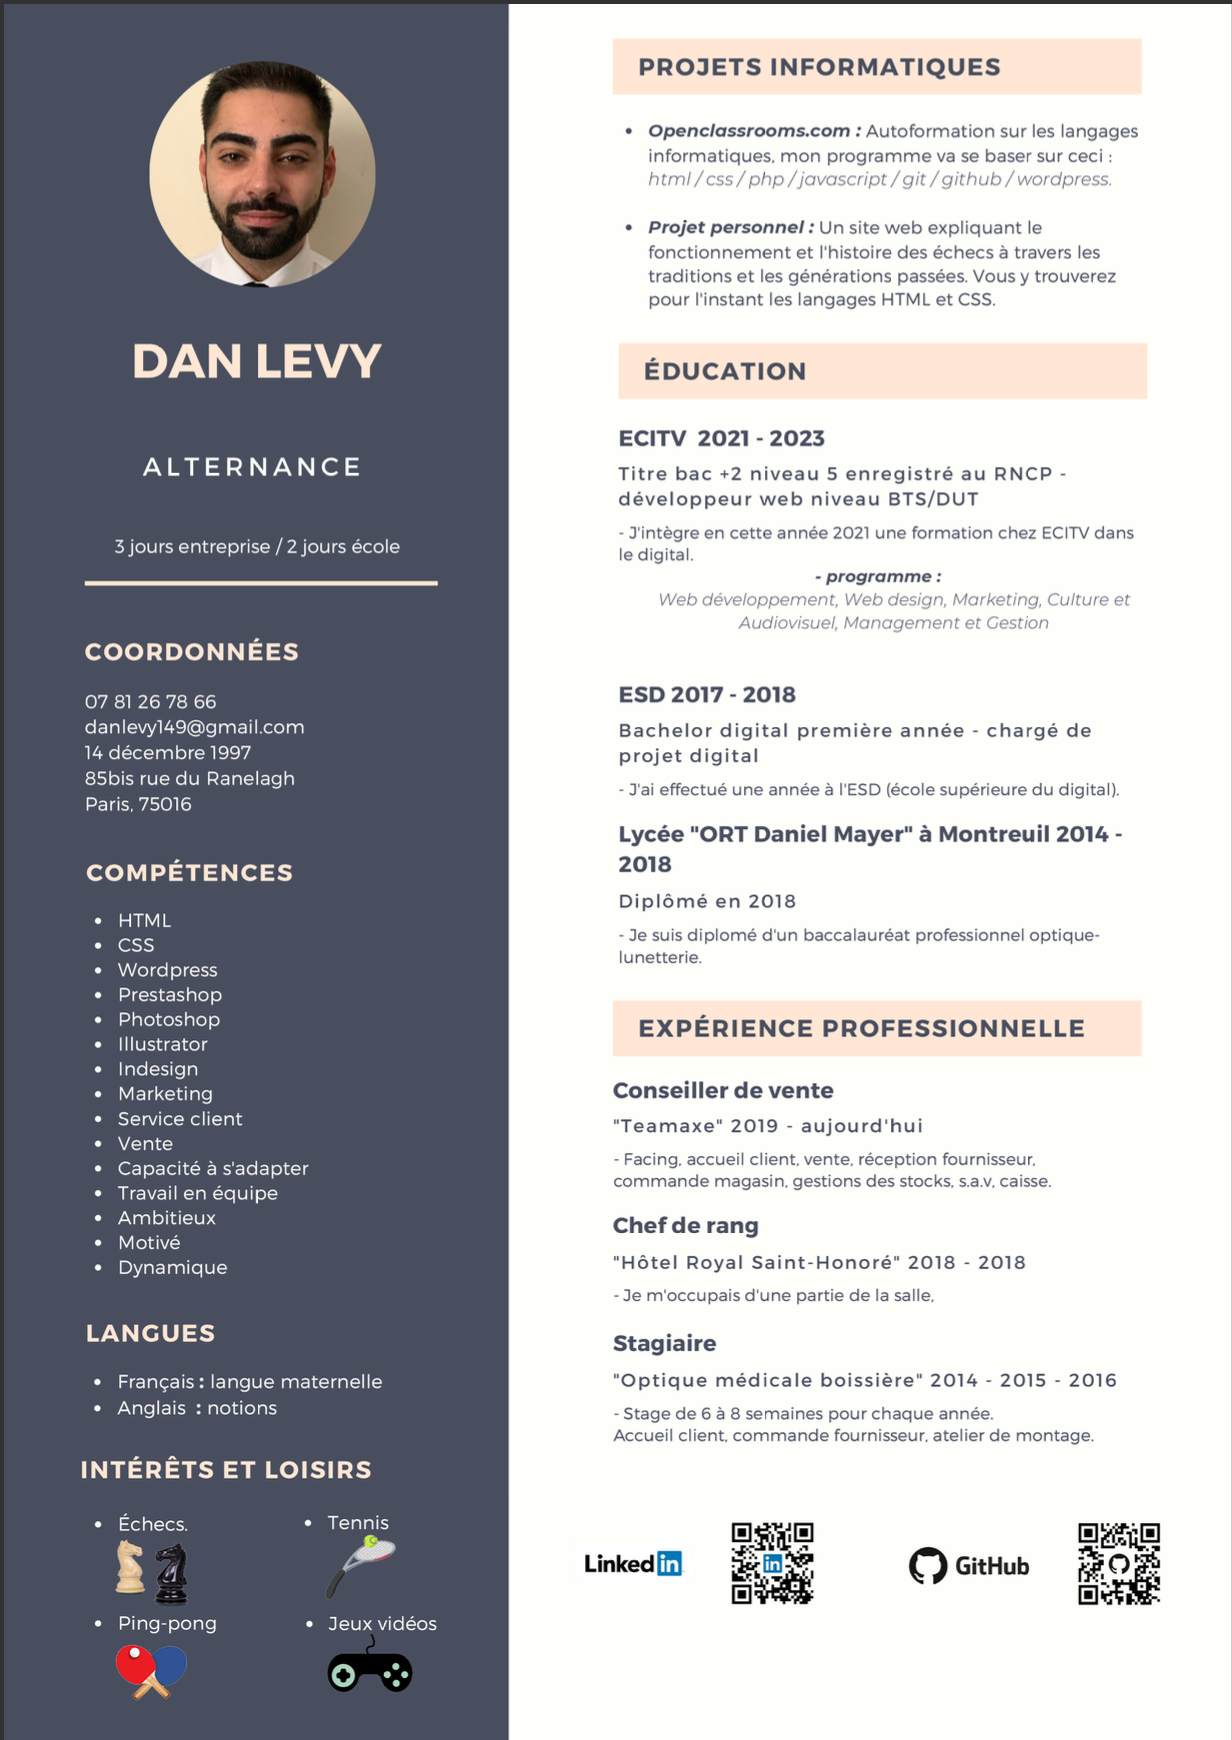 DAN LEVY
ALTERNANCE
3 jours entreprise / 2 jours école
COORDONNÉES
07 81 26 78 66
danlevy149@gmail.com
14 décembre 1997
85bis rue du Ranelagh
Paris, 75016
COMPÉTENCES
• HTML
• CSS
• Wordpress
• Prestashop
• Photoshop
• Illustrator
• Indesign
• Marketing
• Service client
• Vente
• Capacité à s'adapter
• Travail en équipe
• Ambitieux
• Motivé
• Dynamique
LANGUES
• Français : langue maternelle
• Anglais : notions
INTÉRÊTS ET LOISIRS
• Échecs.
• Tennis
• Ping-pong
• Jeux vidéos
PROJETS INFORMATIQUES
• Openclassrooms.com : Autoformation sur les langages
informatiques, mon programme va se baser sur ceci :
html / css / php / javascript / git / github / wordpress.
• Projet personnel : Un site web expliquant le
fonctionnement et l'histoire des échecs à travers les
traditions et les générations passées. Vous y trouverez
pour l'instant les langages HTML et CSS.
ÉDUCATION
ECITV 2021 - 2023
Titre bac +2 niveau 5 enregistré au RNCP -
développeur web niveau BTS/DUT
- J'intègre en cette année 2021 une formation chez ECITV dans
le digital.
- programme :
Web développement, Web design, Marketing, Culture et
Audiovisuel, Management et Gestion
ESD 2017 - 2018
Bachelor digital première année - chargé de
projet digital
- J'ai effectué une année à l'ESD (école supérieure du digital).
Lycée "ORT Daniel Mayer" à Montreuil 2014 -
2018
Diplômé en 2018
- Je suis diplomé d'un baccalauréat professionnel optique-
lunetterie.
EXPÉRIENCE PROFESSIONNELLE
Conseiller de vente
"Teamaxe" 2019 - aujourd'hui
- Facing, accueil client, vente, réception fournisseur,
commande magasin, gestions des stocks, s.a.v, caisse.
Chef de rang
"Hôtel Royal Saint-Honoré" 2018 - 2018
- Je m'occupais d'une partie de la salle,
Stagiaire
"Optique médicale boissière" 2014 - 2015 - 2016
- Stage de 6 à 8 semaines pour chaque année.
Accueil client, commande fournisseur, atelier de montage.
Linked in
in
GitHub